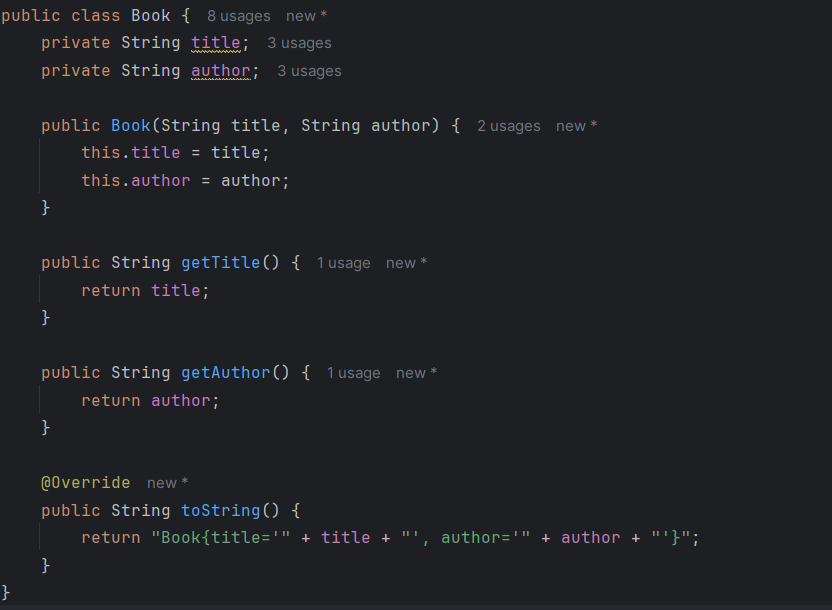 public class Book {   8 usages   new *
    private String title;   3 usages
    private String author;   3 usages
    public Book(String title, String author) {   2 usages   new *
        this.title = title;
        this.author = author;
    }
    public String getTitle() {   1 usage   new *
        return title;
    }
    public String getAuthor() {   1 usage   new *
        return author;
    }
    @Override   new *
    public String toString() {
        return "Book{title='" + title + "', author='" + author + "'}";
    }
}